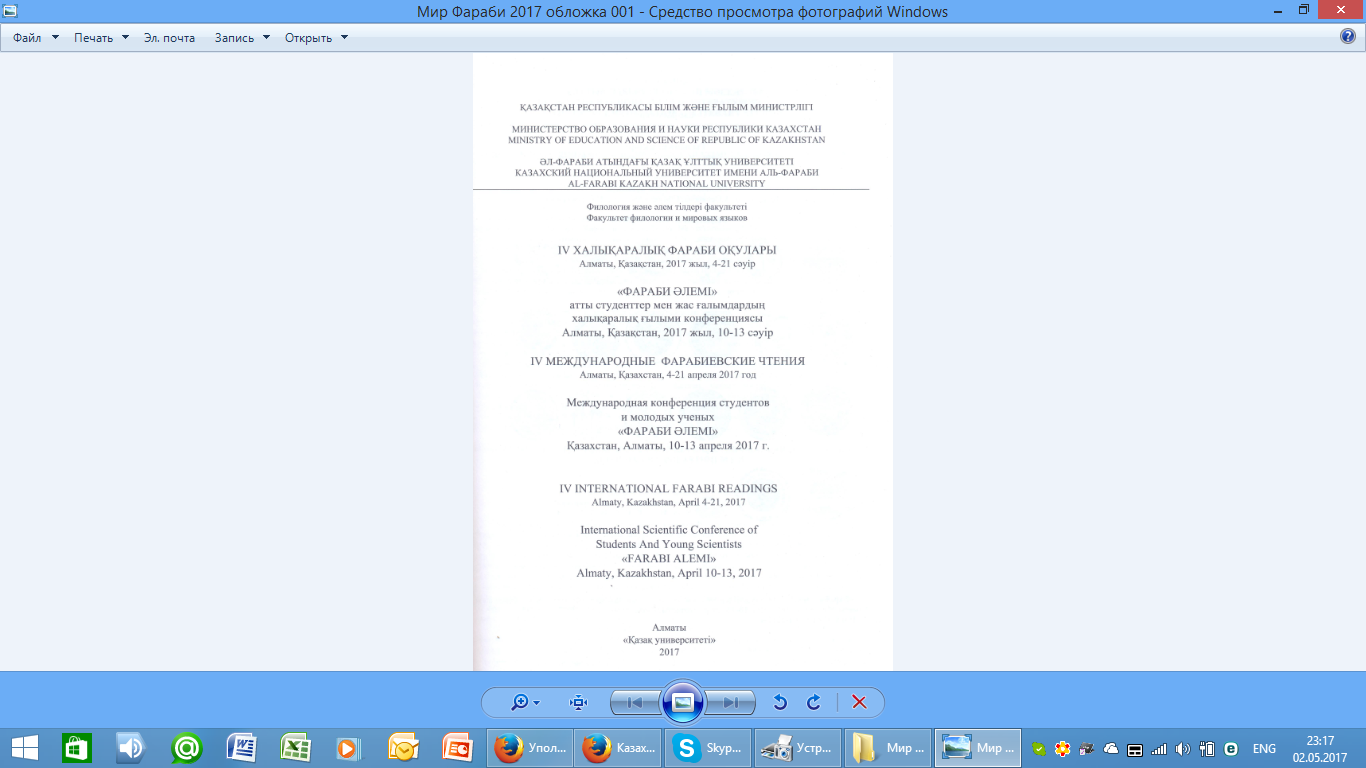 Мир Фараби 2017 обложка 001 - Средство просмотра фотографий Windows
Файл Печать Эл. почта Запись Открыть
ҚАЗАҚСТАН РЕСПУБЛИКАСЫ БІЛІМ ЖӘНЕ ҒЫЛЫМ МИНИСТРЛІГІ
МИНИСТЕРСТВО ОБРАЗОВАНИЯ И НАУКИ РЕСПУБЛИКИ КАЗАХСТАН
MINISTRY OF EDUCATION AND SCIENCE OF REPUBLIC OF KAZAKHSTAN
ӘЛ-ФАРАБИ АТЫНДАҒЫ ҚАЗАҚ ҰЛТТЫҚ УНИВЕРСИТЕТІ
КАЗАХСКИЙ НАЦИОНАЛЬНЫЙ УНИВЕРСИТЕТ ИМЕНИ АЛЬ-ФАРАБИ
AL-FARABI KAZAKH NATIONAL UNIVERSITY
Филология және әлем тілдері факультеті
Факультет филологии и мировых языков
IV ХАЛЫҚАРАЛЫҚ ФАРАБИ ОҚУЛАРЫ
Алматы, Қазақстан, 2017 жыл, 4-21 сәуір
«ФАРАБИ ӘЛЕМІ»
атты студенттер мен жас ғалымдардың
халықаралық ғылыми конференциясы
Алматы, Қазақстан, 2017 жыл, 10-13 сәуір
IV МЕЖДУНАРОДНЫЕ ФАРАБИЕВСКИЕ ЧТЕНИЯ
Алматы, Қазахстан, 4-21 апреля 2017 год
Международная конференция студентов
и молодых ученых
«ФАРАБИ ӘЛЕМІ»
Қазахстан, Алматы, 10-13 апреля 2017 г.
IV INTERNATIONAL FARABI READINGS
Almaty, Kazakhstan, April 4-21, 2017
International Scientific Conference of
Students And Young Scientists
«FARABI ALEMI»
Almaty, Kazakhstan, April 10-13, 2017
Алматы
«Қазақ университеті»
2017
Упол... Казах... Skyp... Устр... Мир ... Мир ... ENG 23:17
02.05.2017